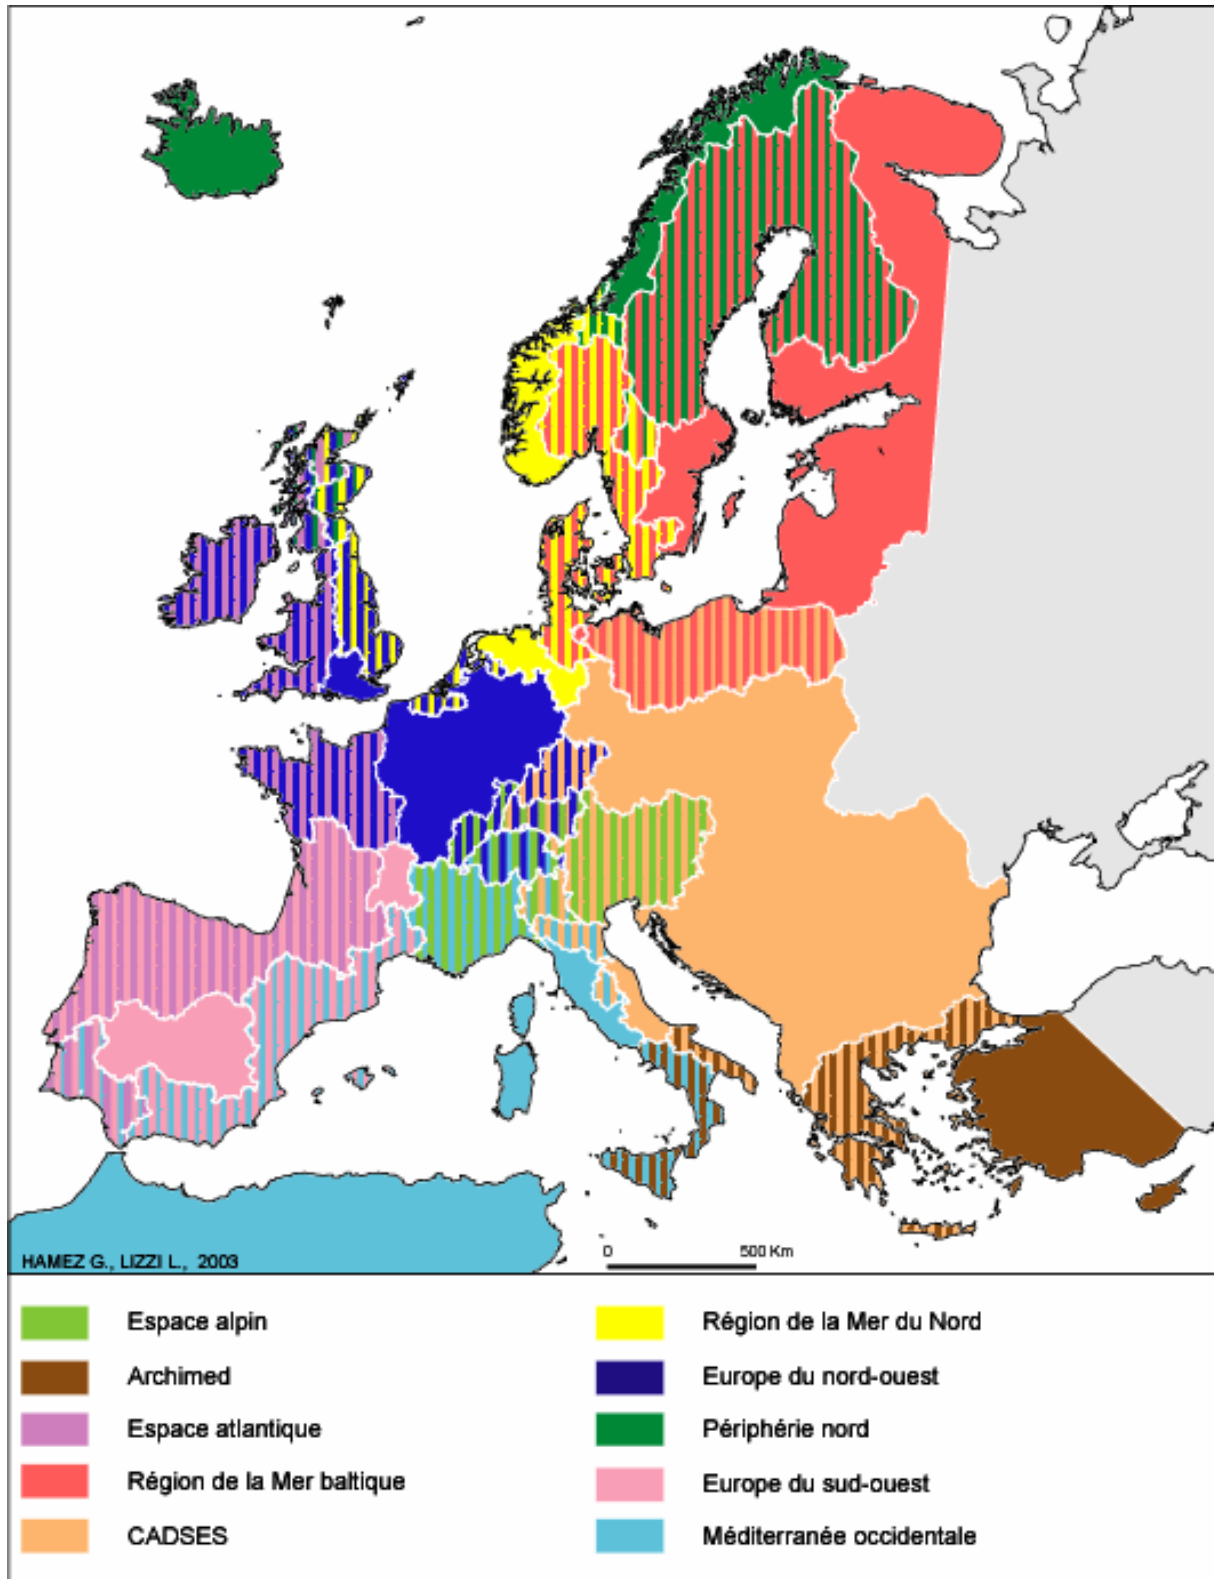 HAMEZ G., LIZZI L., 2003
0 500 Km
Espace alpin
Archimed
Espace atlantique
Région de la Mer baltique
CADSES
Région de la Mer du Nord
Europe du nord-ouest
Périphérie nord
Europe du sud-ouest
Méditerranée occidentale